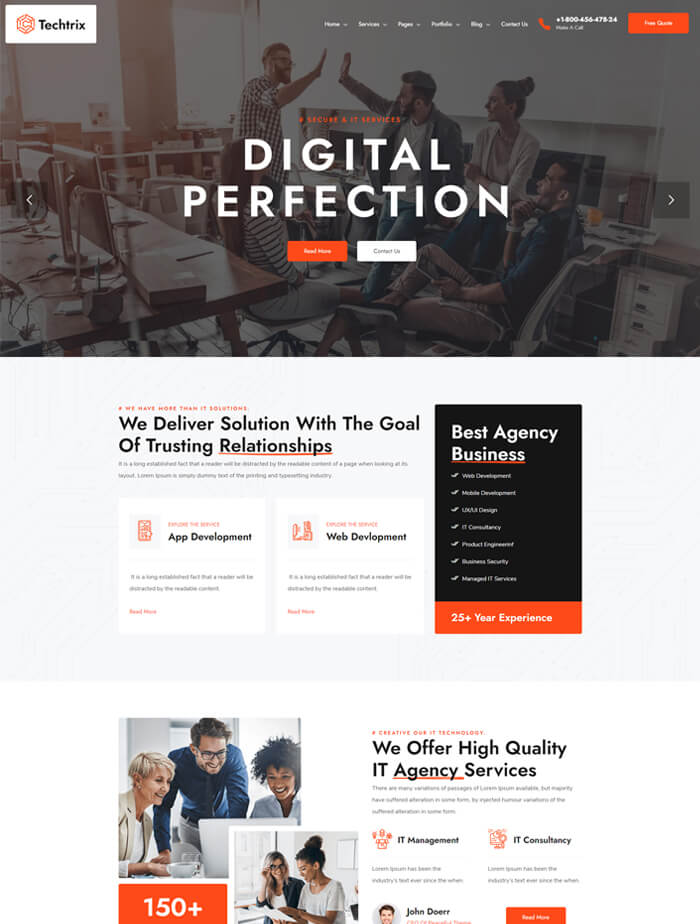 Techtrix
Home Services Pages Portfolio Blog Contact Us
+1-800-456-478-24
Make A Call
Free Quote
# SECURE & IT SERVICES
DIGITAL
PERFECTION
Read More
Contact Us
# WE HAVE MORE THAN IT SOLUTIONS.
We Deliver Solution With The Goal
Of Trusting Relationships
It is a long established fact that a reader will be distracted by the readable content of a page when looking at its
layout. Lorem Ipsum is simply dummy text of the printing and typesetting industry.
EXPLORE THE SERVICE
App Development
It is a long established fact that a reader will be
distracted by the readable content.
Read More
EXPLORE THE SERVICE
Web Devlopment
It is a long established fact that a reader will be
distracted by the readable content.
Read More
Best Agency
Business
Web Development
Mobile Development
UX/UI Design
IT Consultancy
Product Engineerinf
Business Security
Managed IT Services
25+ Year Experience
150+
# CREATIVE OUR IT TECHNOLOGY.
We Offer High Quality
IT Agency Services
There are many variations of passages of Lorem Ipsum available, but majority
have suffered alteration in some form, by injected humour variations of the
suffered alteration in some form.
IT Management
Lorem Ipsum has been the
industry's text ever since the when.
IT Consultancy
Lorem Ipsum has been the
industry's text ever since the when.
John Doerr
CEO Of Peaceful Theme
Read More